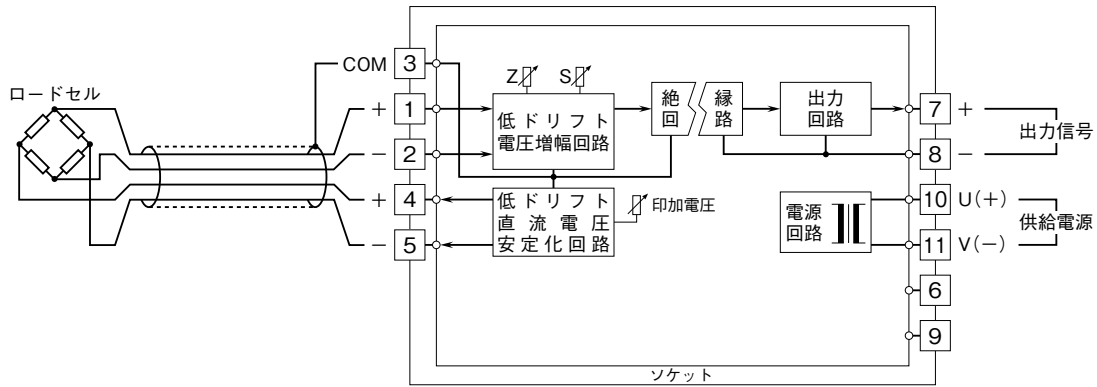 ロードセル
COM 3
+ 1
− 2
+ 4
− 5
Z
S
低ドリフト
電圧増幅回路
低ドリフト
直流電圧
安定化回路
印加電圧
絶縁
回路
出力
回路
7 +
8 −
出力信号
電源
回路
10 U(+)
11 V(−)
供給電源
6
9
ソケット